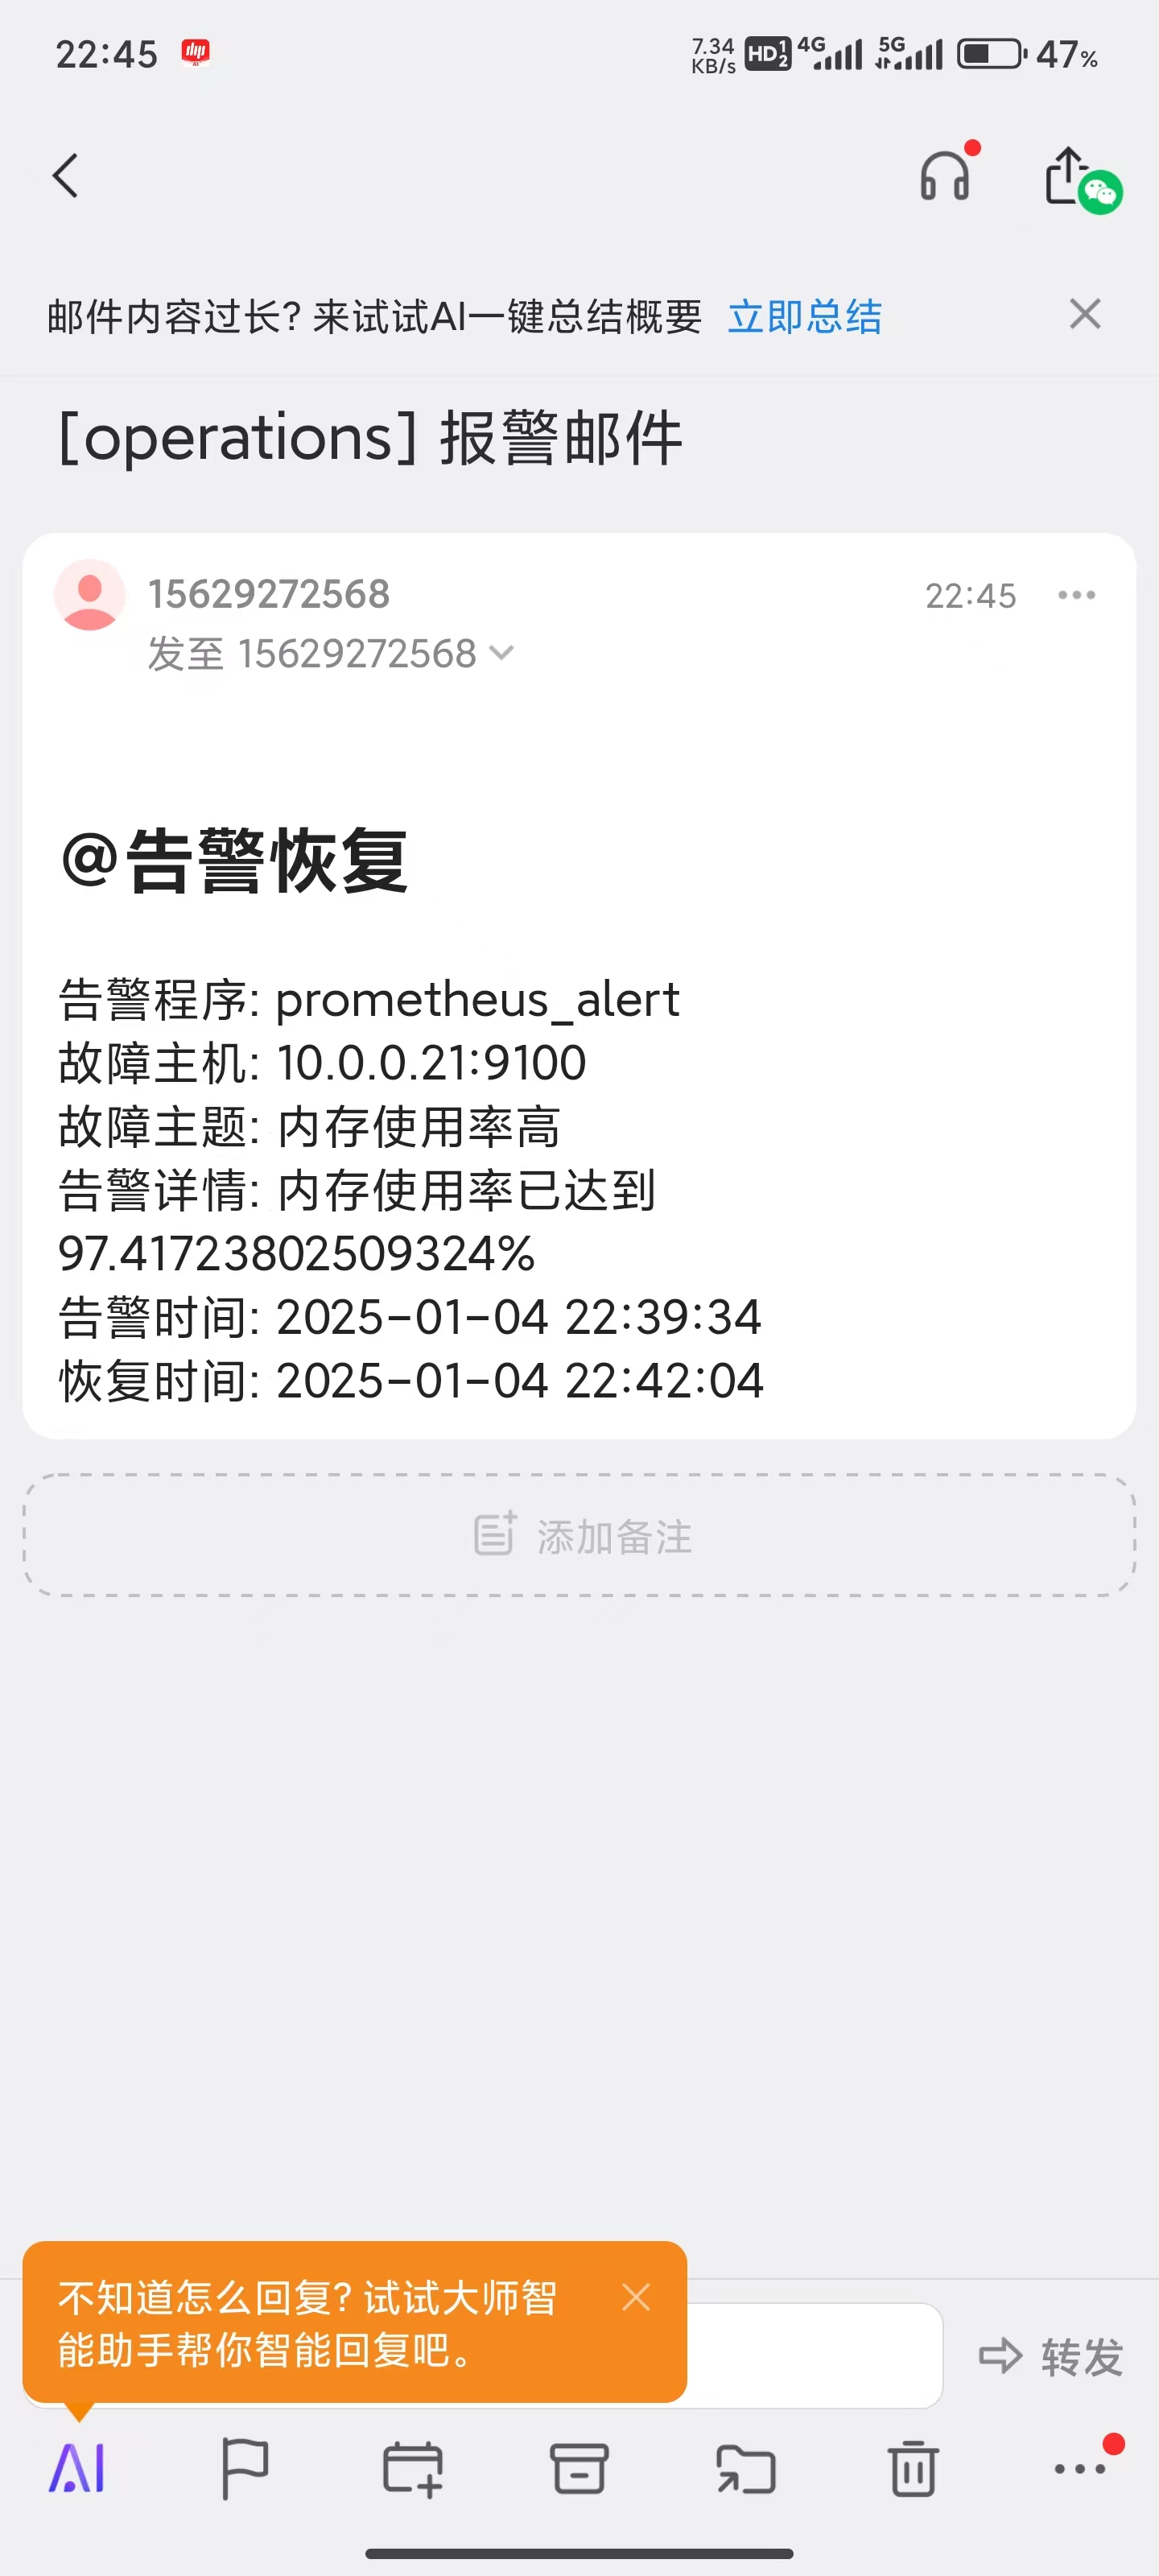 22:45
7.34 KB/s HD 1 2 4G 5G 47%
邮件内容过长? 来试试AI一键总结概要 立即总结
[operations] 报警邮件
15629272568 22:45
发至 15629272568
@告警恢复
告警程序: prometheus_alert
故障主机: 10.0.0.21:9100
故障主题: 内存使用率高
告警详情: 内存使用率已达到
97.41723802509324%
告警时间: 2025-01-04 22:39:34
恢复时间: 2025-01-04 22:42:04
添加备注
不知道怎么回复? 试试大师智
能助手帮你智能回复吧。
转发
AI